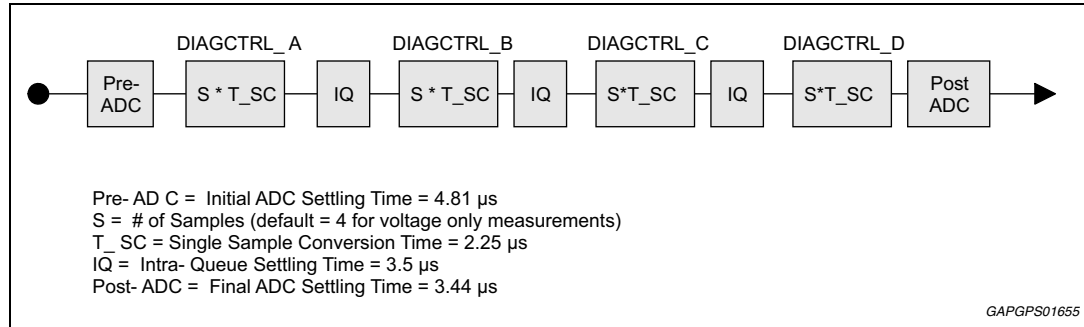 DIAGCTRL_ A DIAGCTRL_B DIAGCTRL_C DIAGCTRL_D
Pre-
ADC
S * T_SC
IQ
S * T_SC
IQ
S*T_SC
IQ
S*T_SC
Post
ADC
Pre- AD C = Initial ADC Settling Time = 4.81 µs
S = # of Samples (default = 4 for voltage only measurements)
T_ SC = Single Sample Conversion Time = 2.25 µs
IQ = Intra- Queue Settling Time = 3.5 µs
Post- ADC = Final ADC Settling Time = 3.44 µs
GAPGPS01655